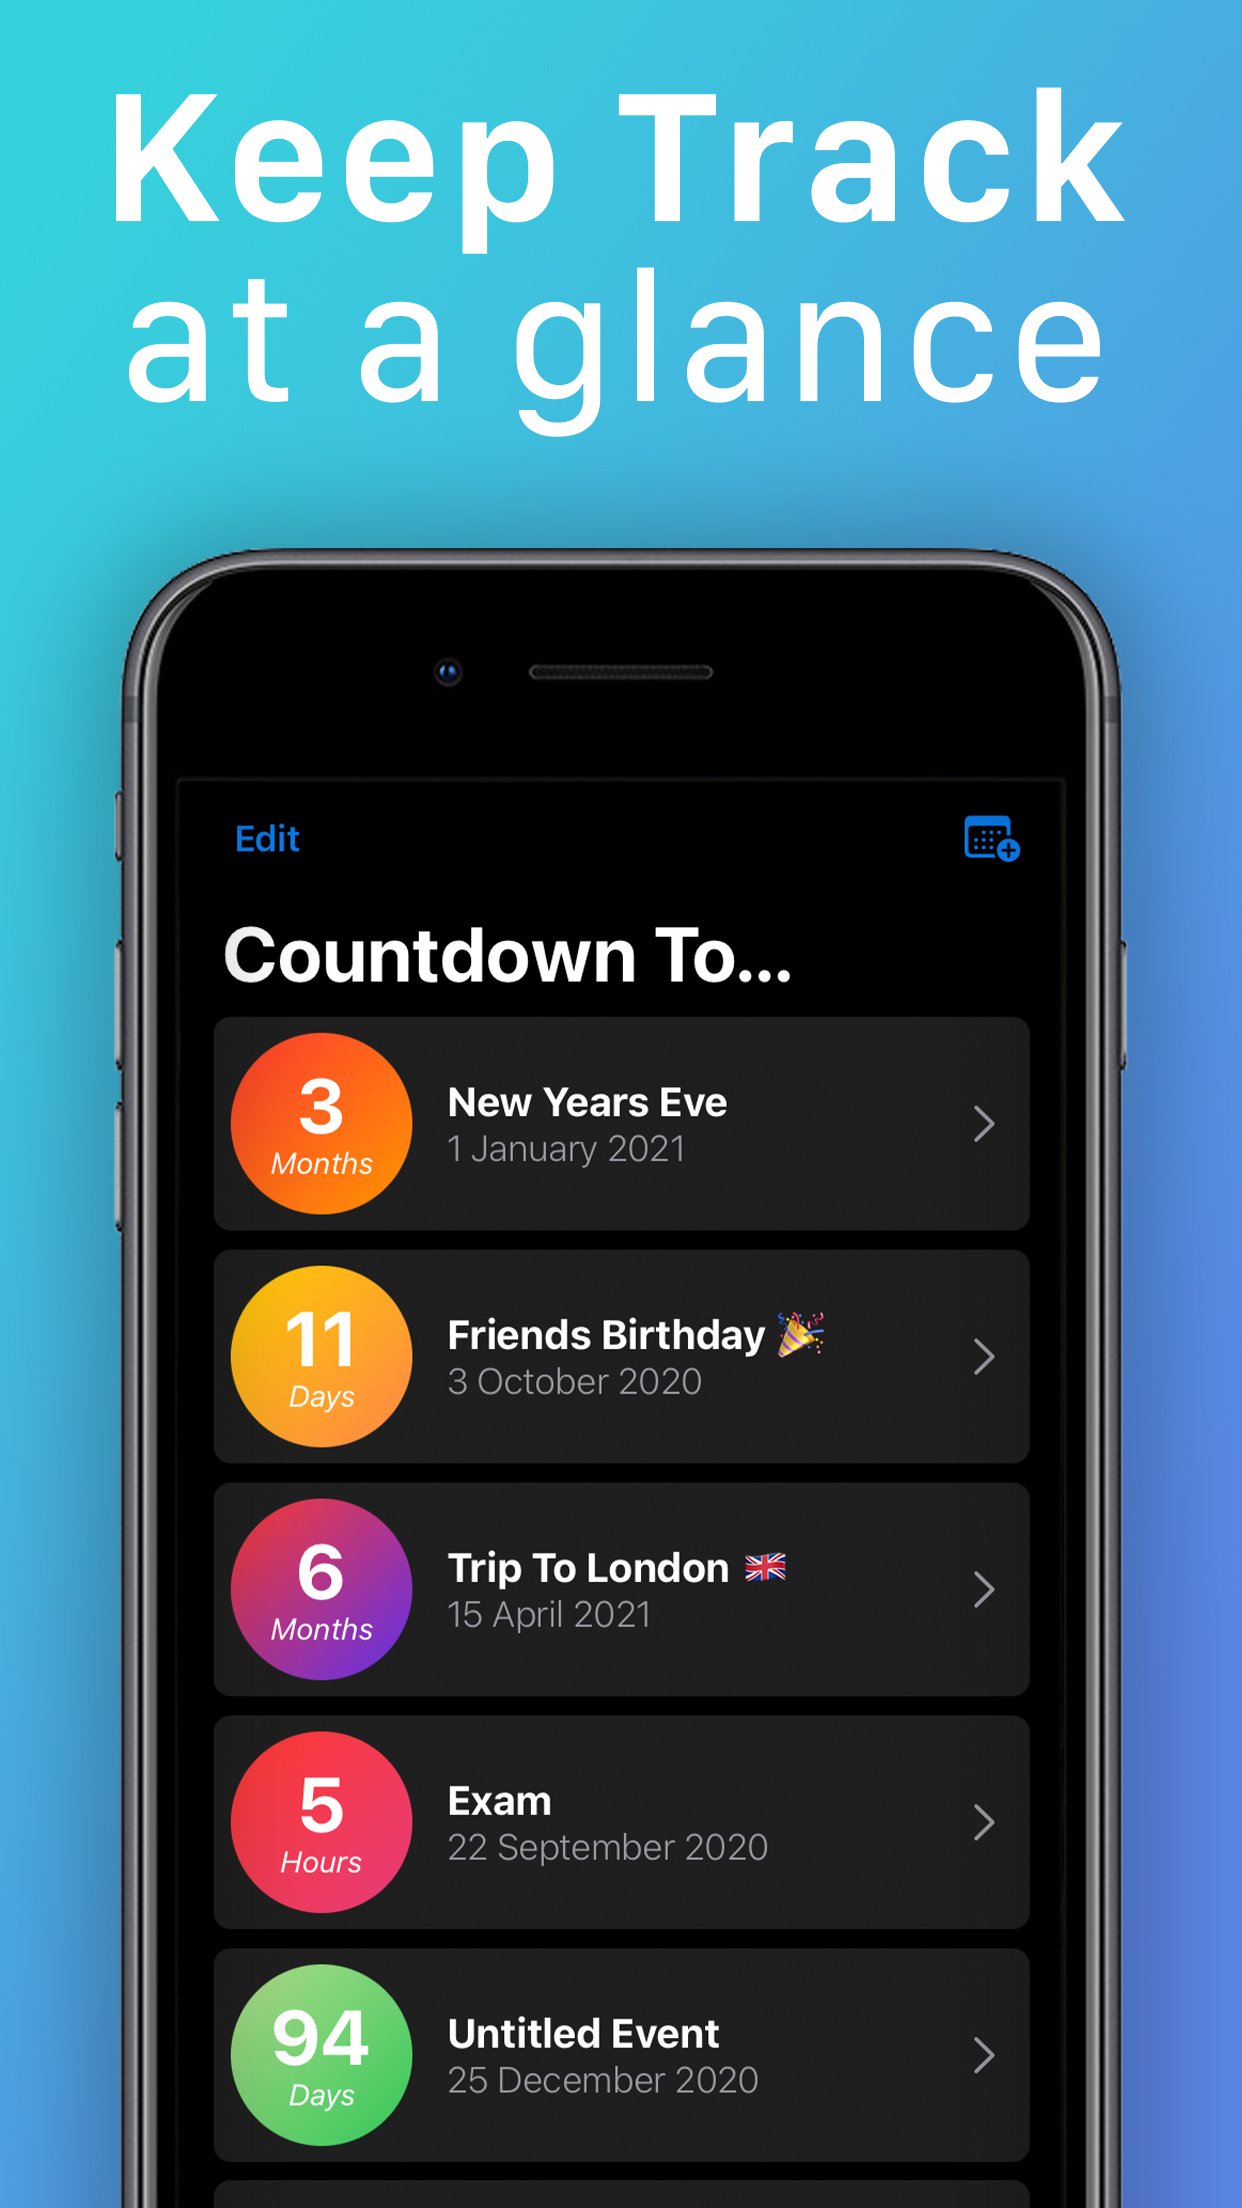 Keep Track
at a glance
Edit
Countdown To...
3
Months
New Years Eve
1 January 2021
11
Days
Friends Birthday 🎉
3 October 2020
6
Months
Trip To London 🇬🇧
15 April 2021
5
Hours
Exam
22 September 2020
94
Days
Untitled Event
25 December 2020